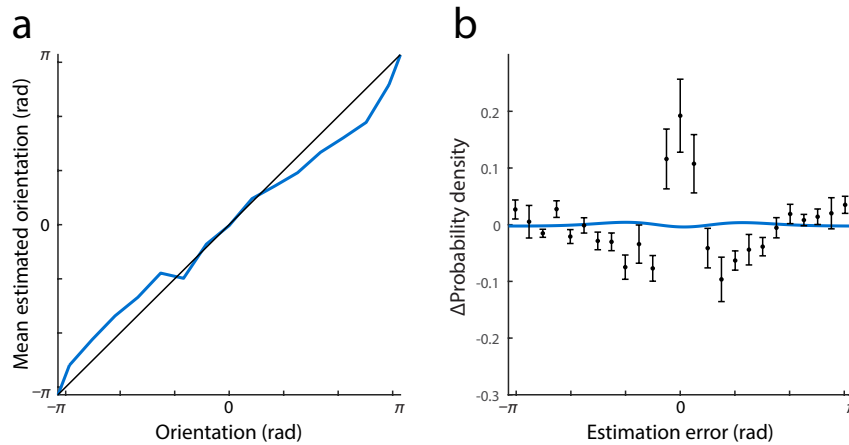 a
π
0
−π
Mean estimated orientation (rad)
−π
0
π
Orientation (rad)
b
0.2
0.1
0
-0.1
-0.2
-0.3
ΔProbability density
−π
0
π
Estimation error (rad)